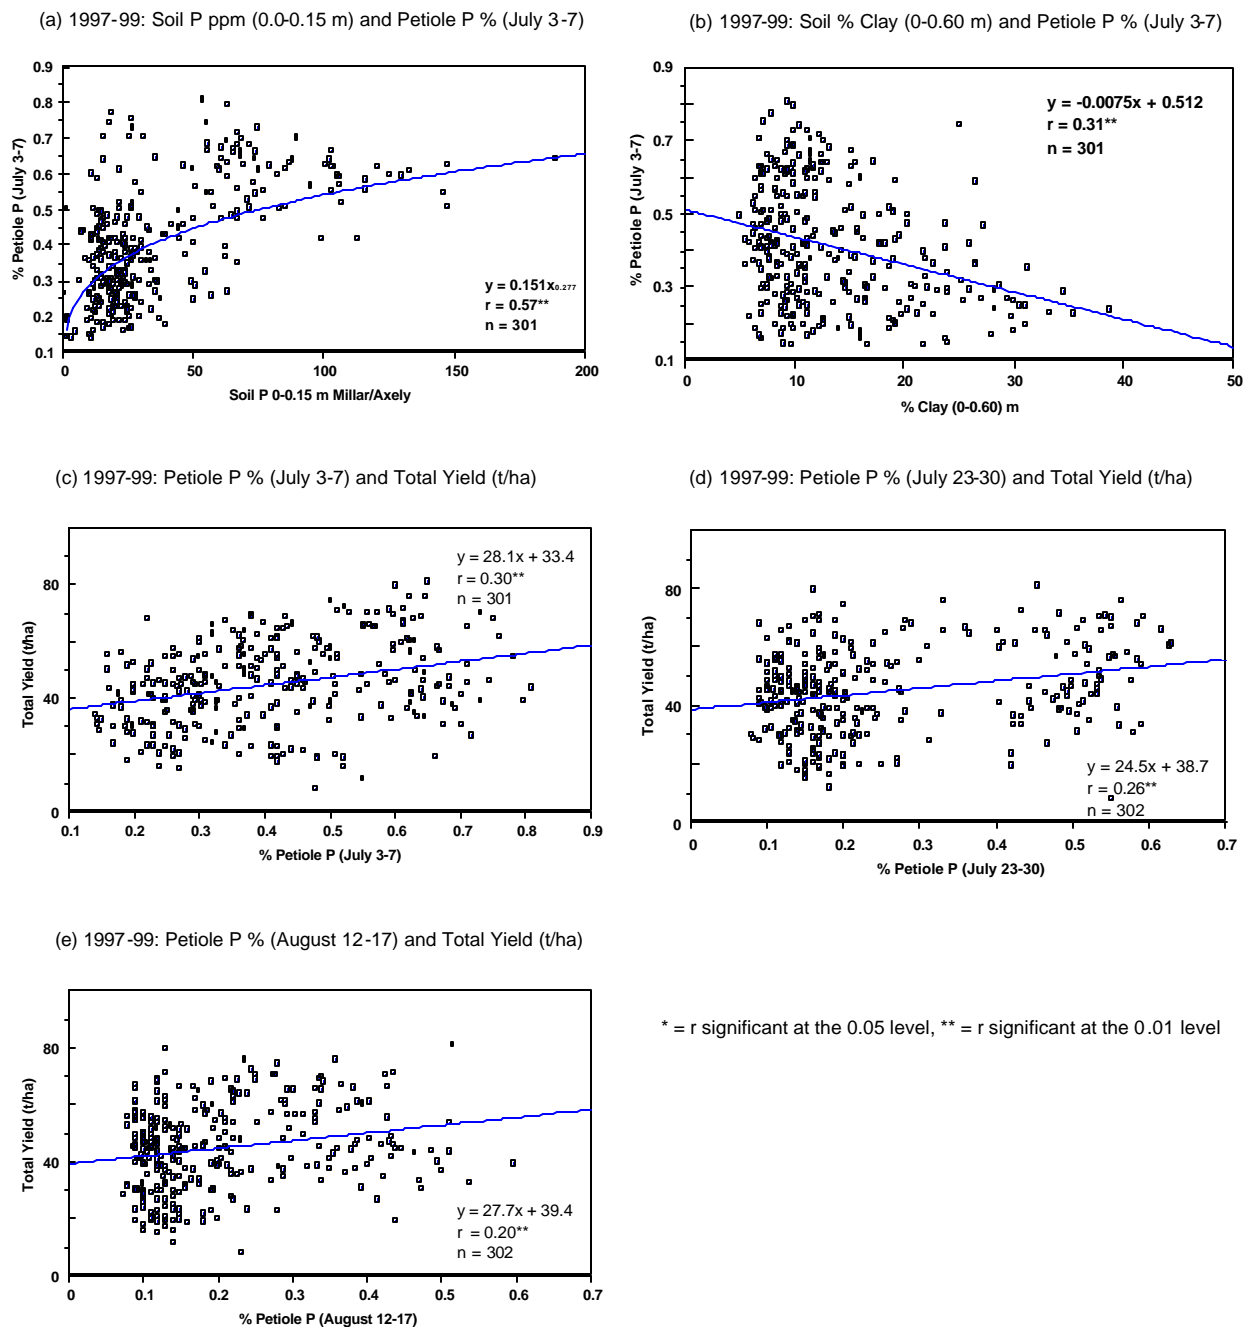 (a) 1997-99: Soil P ppm (0.0-0.15 m) and Petiole P % (July 3-7)
0.9
0.8
0.7
0.6
0.5
0.4
0.3
0.2
0.1
% Petiole P (July 3-7)
y = 0.151x0.277
r = 0.57**
n = 301
0 50 100 150 200
Soil P 0-0.15 m Millar/Axely
(b) 1997-99: Soil % Clay (0-0.60 m) and Petiole P % (July 3-7)
0.9
0.7
0.5
0.3
0.1
% Petiole P (July 3-7)
y = -0.0075x + 0.512
r = 0.31**
n = 301
0 10 20 30 40 50
% Clay (0-0.60) m
(c) 1997-99: Petiole P % (July 3-7) and Total Yield (t/ha)
80
40
0
Total Yield (t/ha)
y = 28.1x + 33.4
r = 0.30**
n = 301
0.1 0.2 0.3 0.4 0.5 0.6 0.7 0.8 0.9
% Petiole P (July 3-7)
(d) 1997-99: Petiole P % (July 23-30) and Total Yield (t/ha)
80
40
0
Total Yield (t/ha)
y = 24.5x + 38.7
r = 0.26**
n = 302
0 0.1 0.2 0.3 0.4 0.5 0.6 0.7
% Petiole P (July 23-30)
(e) 1997-99: Petiole P % (August 12-17) and Total Yield (t/ha)
80
40
0
Total Yield (t/ha)
y = 27.7x + 39.4
r = 0.20**
n = 302
0 0.1 0.2 0.3 0.4 0.5 0.6 0.7
% Petiole P (August 12-17)
* = r significant at the 0.05 level, ** = r significant at the 0.01 level